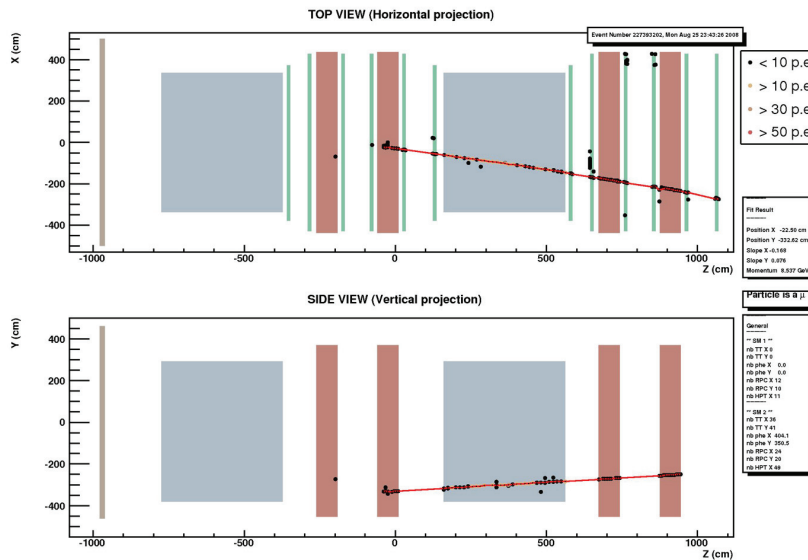 TOP VIEW (Horizontal projection)
Event Number 227393202, Mon Aug 25 23:43:26 2008
X (cm)
400
200
0
-200
-400
-1000
-500
0
500
1000
Z (cm)
< 10 p.e
> 10 p.e
> 30 p.e
> 50 p.e
Fit Result
Position X -22.50 cm
Position Y -332.62 cm
Slope X -0.168
Slope Y 0.076
Momentum 8.537 GeV
Particle is a μ
SIDE VIEW (Vertical projection)
Y (cm)
400
200
0
-200
-400
-1000
-500
0
500
1000
Z (cm)
General
** SM 1 **
nb TT X 0
nb TT Y 0
nb phe X 0.0
nb phe Y 0.0
nb RPC X 12
nb RPC Y 10
nb HPT X 11
** SM 2 **
nb TT X 36
nb TT Y 41
nb phe X 404.1
nb phe Y 350.5
nb RPC X 24
nb RPC Y 20
nb HPT X 49